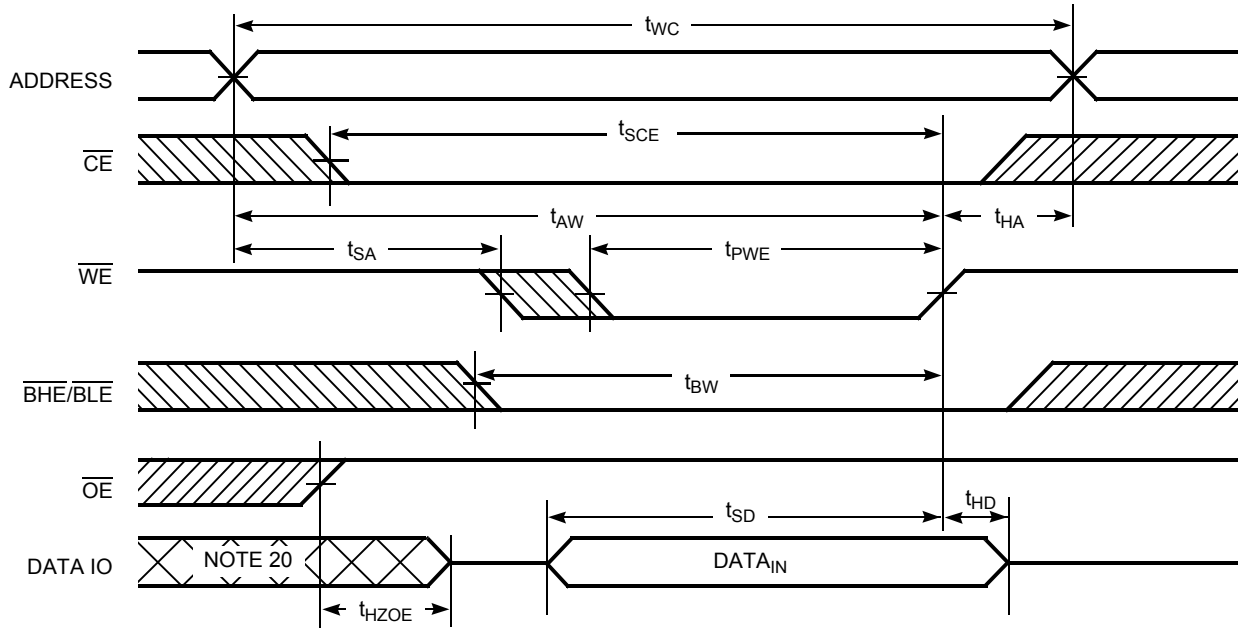 tWC
ADDRESS
tSCE
CE
tAW
tHA
tSA
tPWE
WE
BHE/BLE
tBW
OE
tSD
tHD
DATA IO
NOTE 20
DATAIN
tHZOE